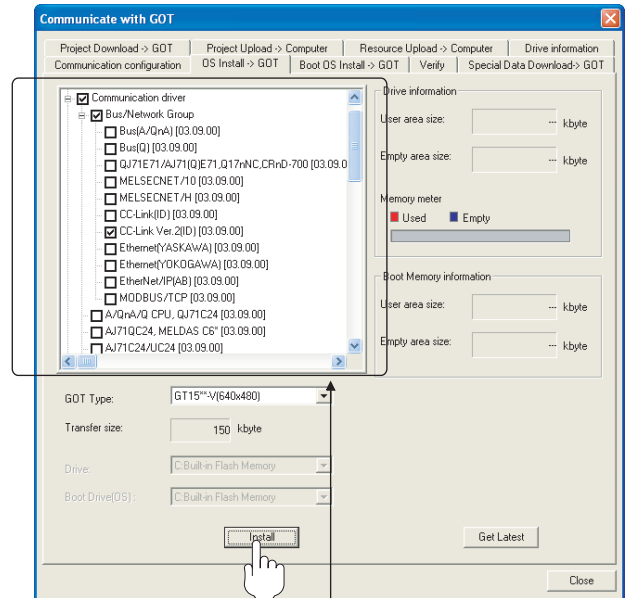 Communicate with GOT
Project Download -> GOT
Project Upload -> Computer
Resource Upload -> Computer
Drive information
Communication configuration
OS Install -> GOT
Boot OS Install -> GOT
Verify
Special Data Download-> GOT
Communication driver
Bus/Network Group
Bus(A/QnA) [03.09.00]
Bus(Q) [03.09.00]
QJ71E71/AJ71(Q)E71,Q17nNC,CRnD-700 [03.09.0
MELSECNET/10 [03.09.00]
MELSECNET/H [03.09.00]
CC-Link(ID) [03.09.00]
CC-Link Ver.2(ID) [03.09.00]
Ethernet(YASKAWA) [03.09.00]
Ethernet(YOKOGAWA) [03.09.00]
EtherNet/IP(AB) [03.09.00]
MODBUS/TCP [03.09.00]
A/QnA/Q CPU, QJ71C24 [03.09.00]
AJ71QC24, MELDAS C6* [03.09.00]
AJ71C24/UC24 [03.09.00]
Drive information
User area size: --- kbyte
Empty area size: --- kbyte
Memory meter
Used Empty
Boot Memory information
User area size: --- kbyte
Empty area size: --- kbyte
GOT Type: GT15**-V(640x480)
Transfer size: 150 kbyte
Drive: C:Built-in Flash Memory
Boot Drive(OS) : C:Built-in Flash Memory
Install
Get Latest
Close